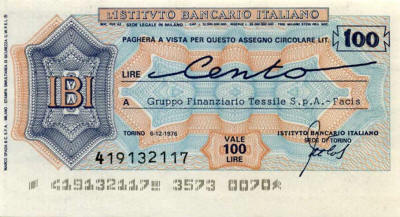 L'ISTITUTO BANCARIO ITALIANO
SEDE LEGALE IN MILANO
PAGHERÀ A VISTA PER QUESTO ASSEGNO CIRCOLARE LIT. 100
LIRE Cento
IBI
A Gruppo Finanziario Tessile S.p.A.-Facis
TORINO 6-12-1976
VALE
100
LIRE
ISTITUTO BANCARIO ITALIANO
SEDE DI TORINO
419132117
419132117 3573 0070